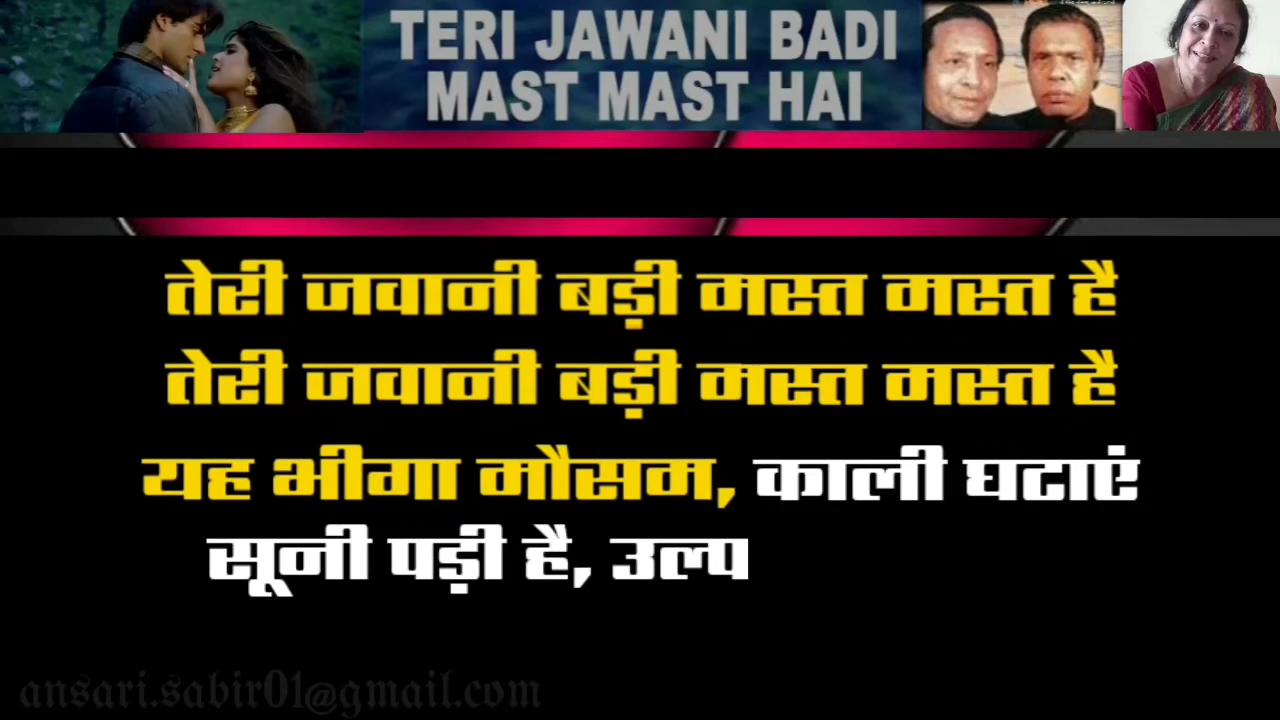 TERI JAWANI BADI
MAST MAST HAI
तेरी जवानी बड़ी मस्त मस्त है
तेरी जवानी बड़ी मस्त मस्त है
यह भीगा मौसम, काली घटाएं
सूनी पड़ी है, उल्प
ansari.sabir01@gmail.com